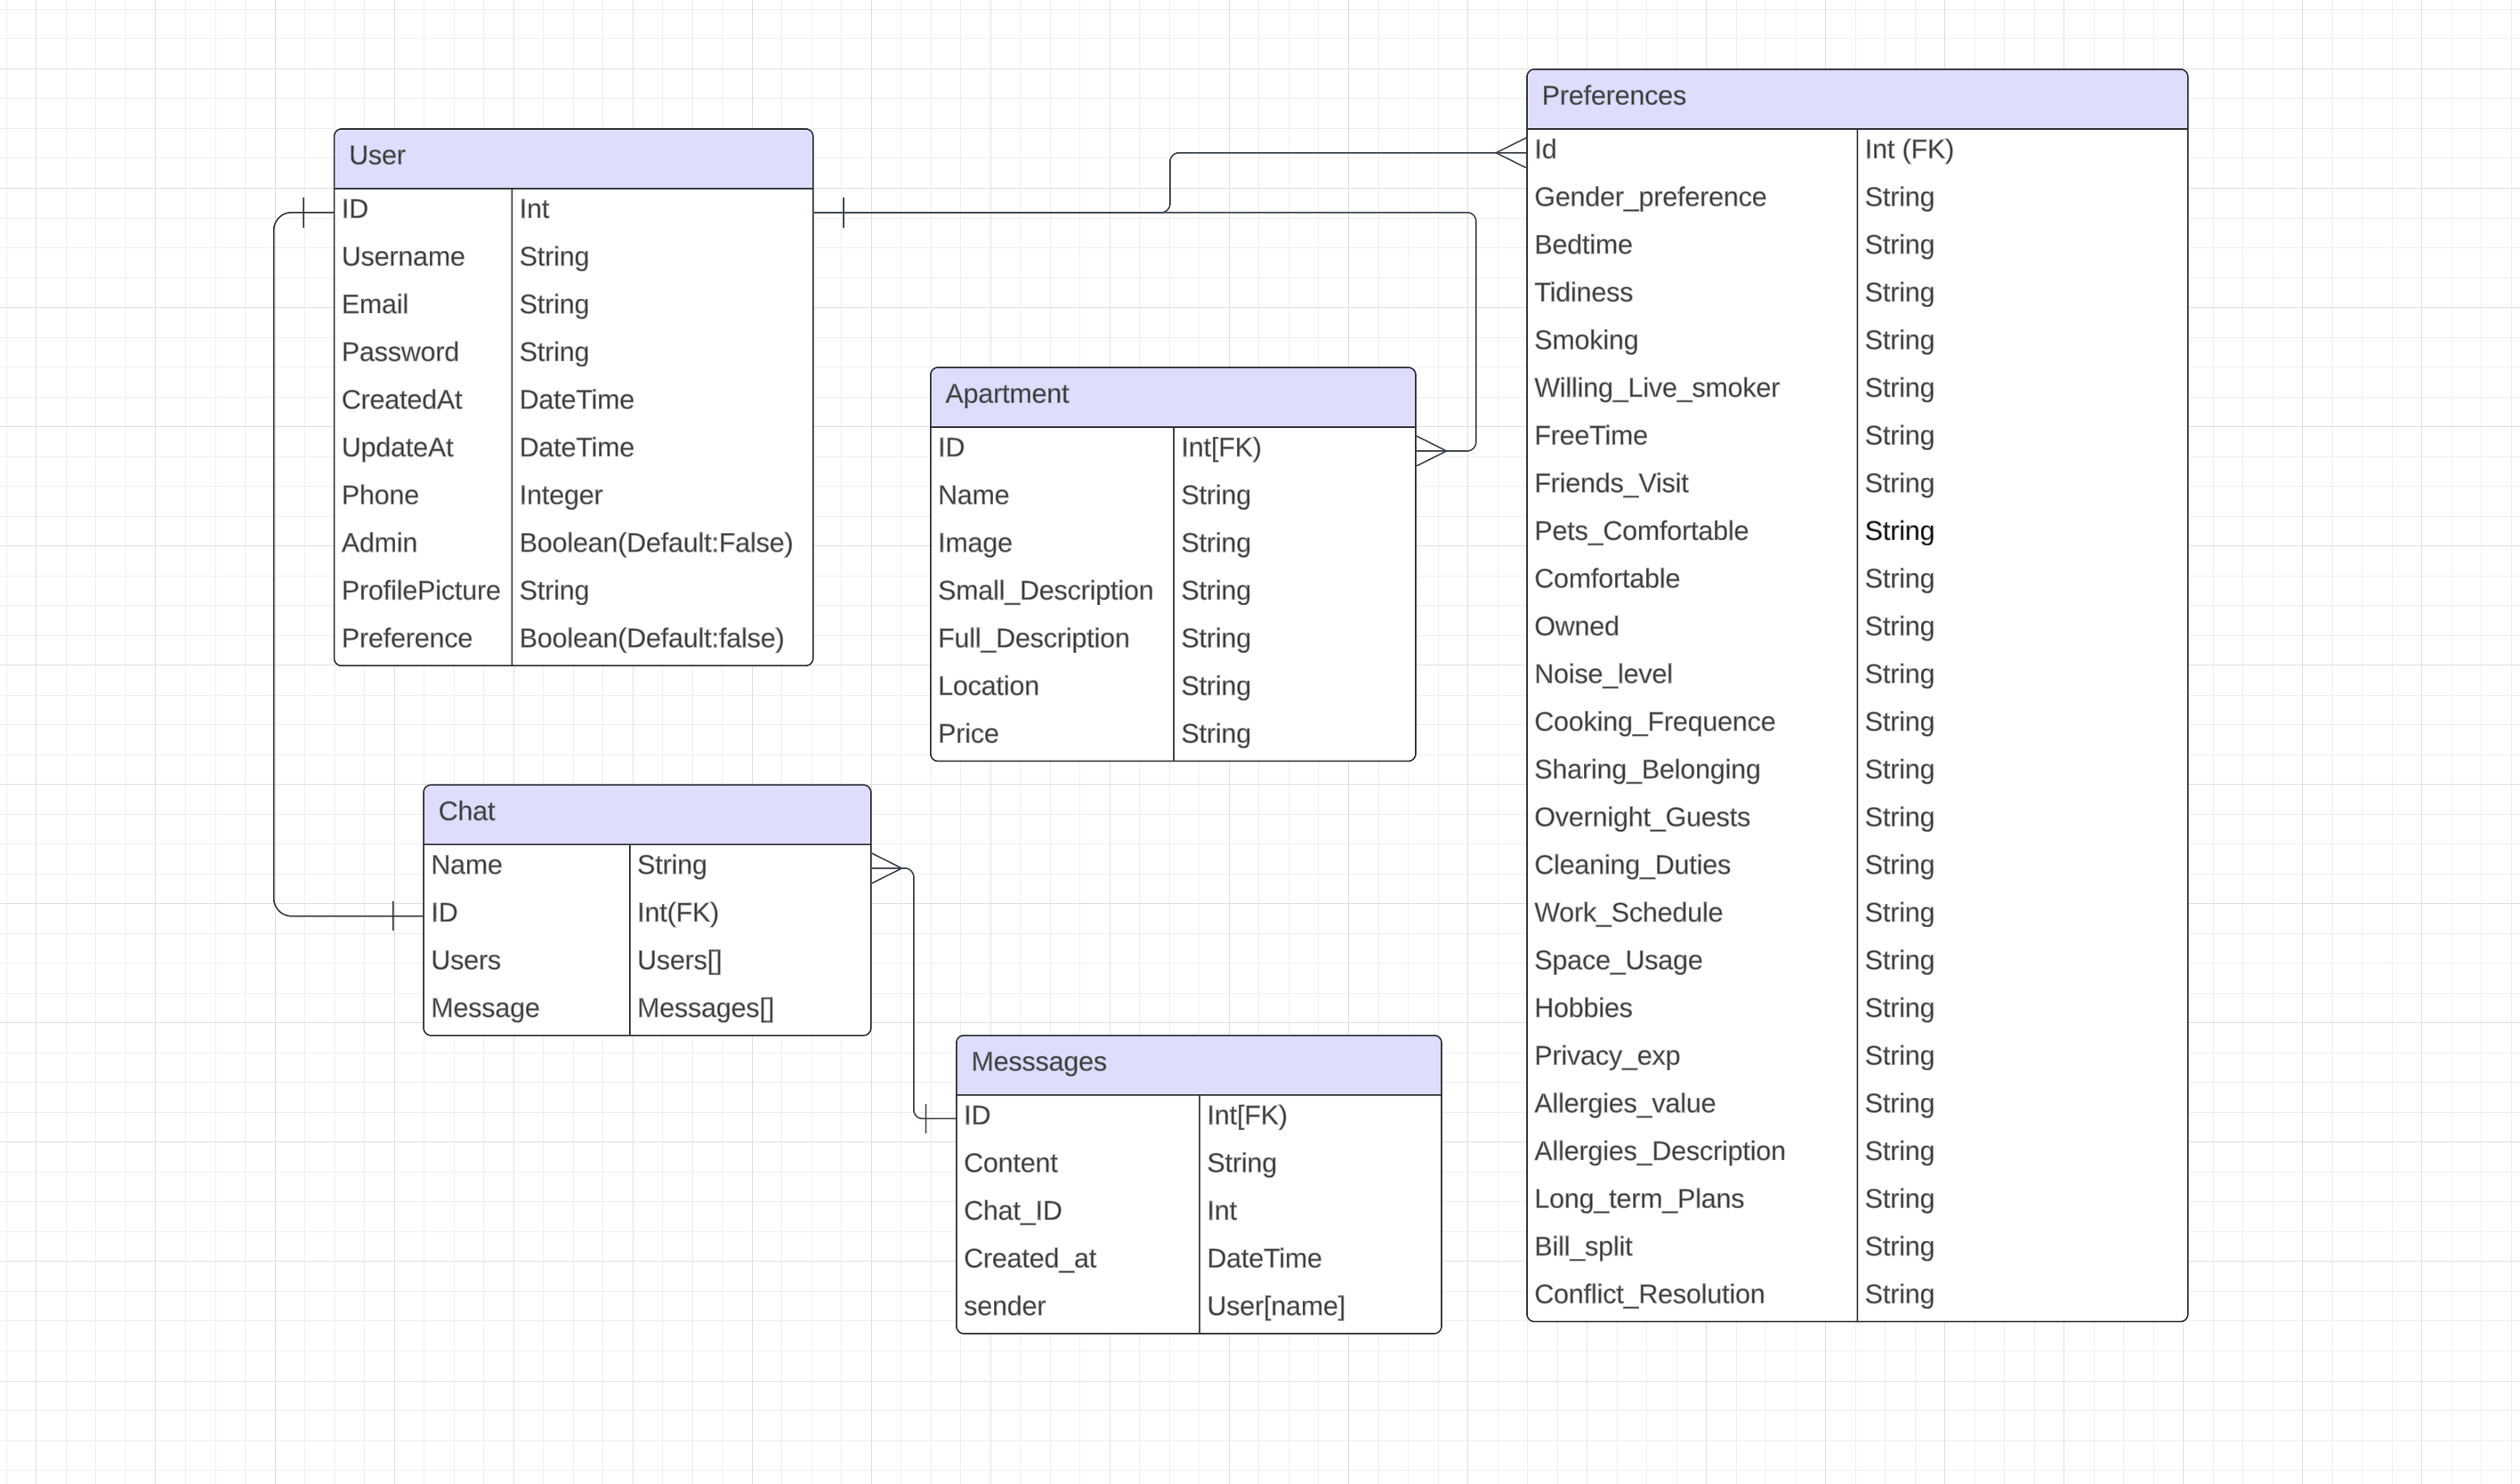 User
ID Int
Username String
Email String
Password String
CreatedAt DateTime
UpdateAt DateTime
Phone Integer
Admin Boolean(Default:False)
ProfilePicture String
Preference Boolean(Default:false)
Apartment
ID Int[FK)
Name String
Image String
Small_Description String
Full_Description String
Location String
Price String
Chat
Name String
ID Int(FK)
Users Users[]
Message Messages[]
Messsages
ID Int[FK)
Content String
Chat_ID Int
Created_at DateTime
sender User[name]
Preferences
Id Int (FK)
Gender_preference String
Bedtime String
Tidiness String
Smoking String
Willing_Live_smoker String
FreeTime String
Friends_Visit String
Pets_Comfortable String
Comfortable String
Owned String
Noise_level String
Cooking_Frequence String
Sharing_Belonging String
Overnight_Guests String
Cleaning_Duties String
Work_Schedule String
Space_Usage String
Hobbies String
Privacy_exp String
Allergies_value String
Allergies_Description String
Long_term_Plans String
Bill_split String
Conflict_Resolution String